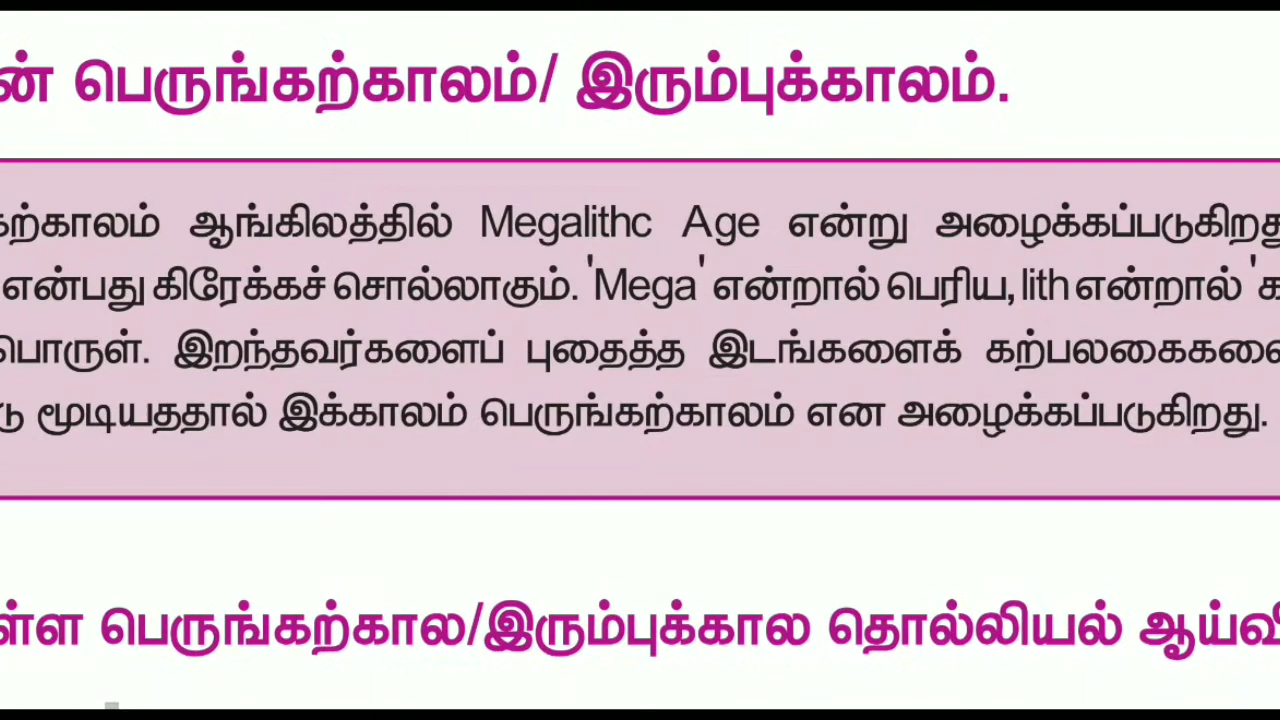 ன் பெருங்கற்காலம்/ இரும்புக்காலம்.
கற்காலம் ஆங்கிலத்தில் Megalithc Age என்று அழைக்கப்படுகிறது
என்பது கிரேக்கச் சொல்லாகும். 'Mega' என்றால் பெரிய, lith என்றால் 'க
பொருள். இறந்தவர்களைப் புதைத்த இடங்களைக் கற்பலகைகளை
டு மூடியததால் இக்காலம் பெருங்கற்காலம் என அழைக்கப்படுகிறது.
ள்ள பெருங்கற்கால/இரும்புக்கால தொல்லியல் ஆய்வி